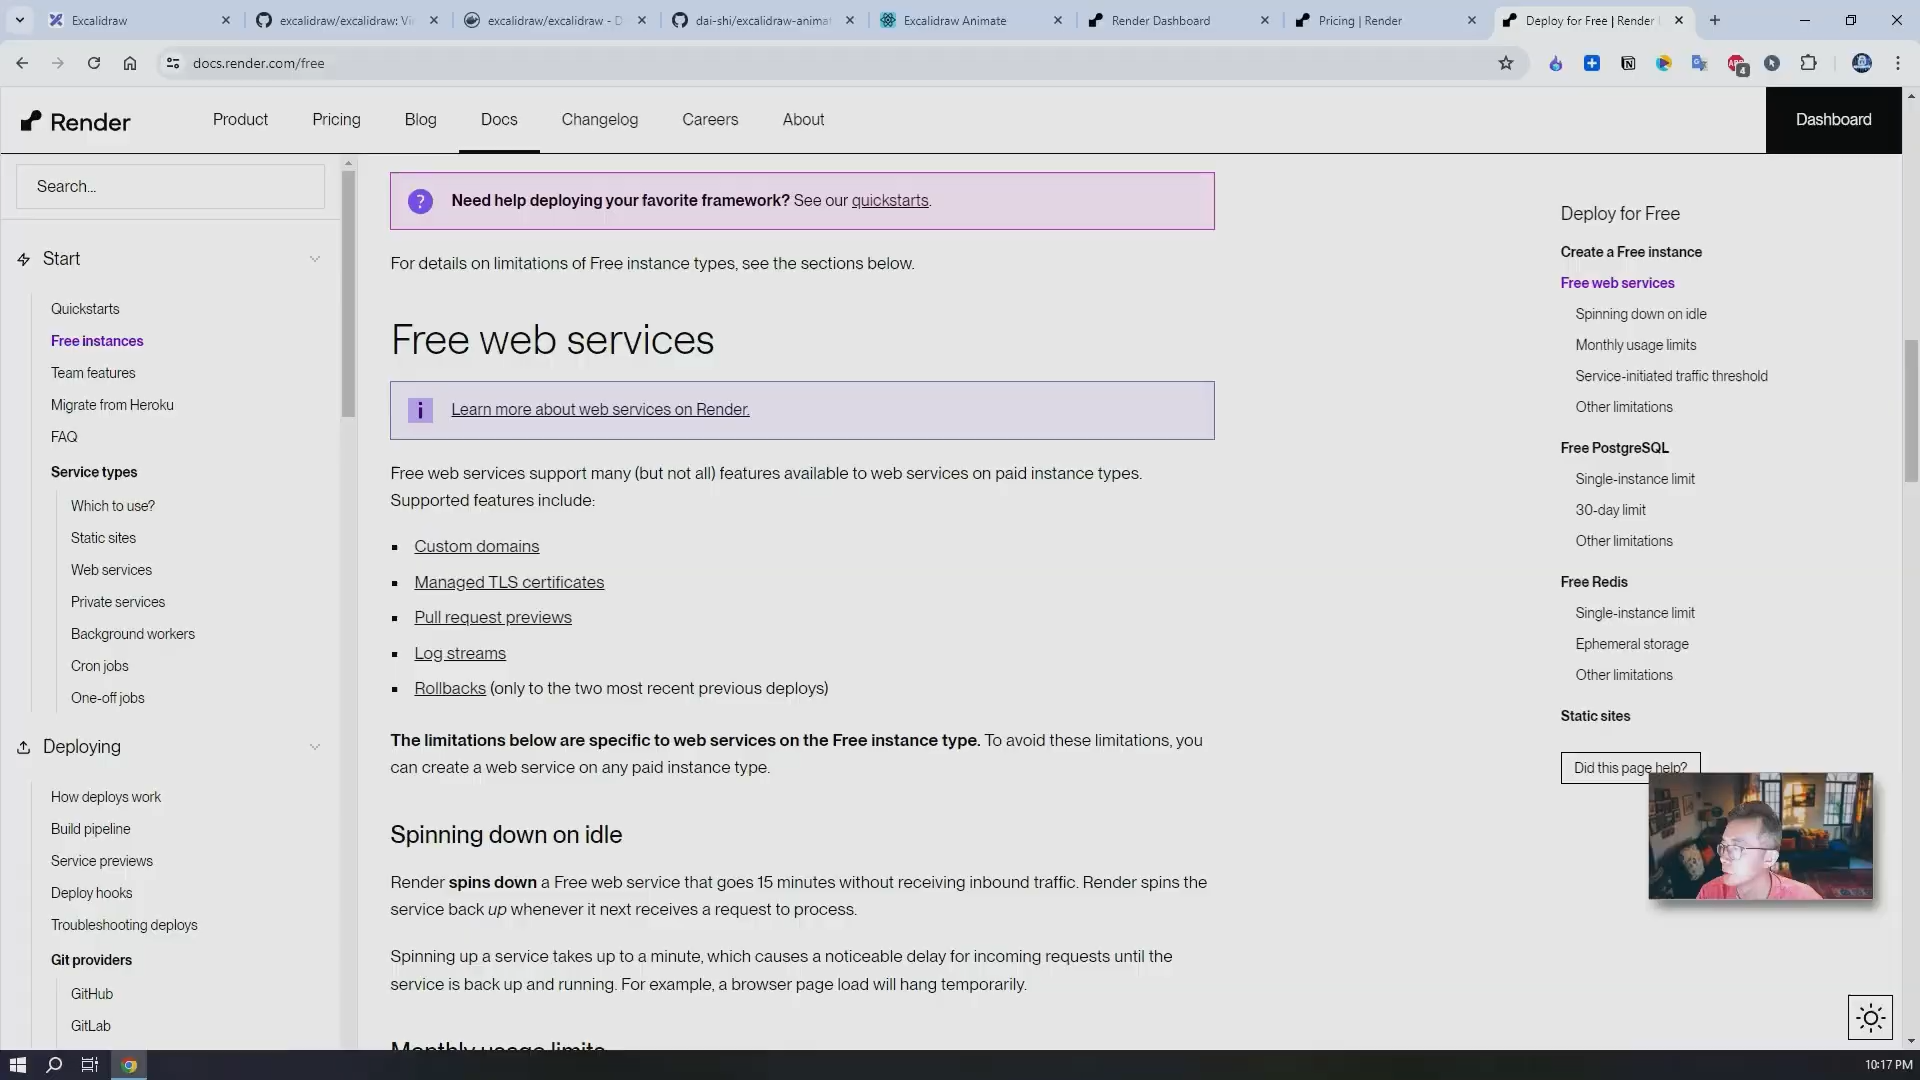 Excalidraw
excalidraw/excalidraw: Vi
excalidraw/excalidraw - D
dai-shi/excalidraw-animat
Excalidraw Animate
Render Dashboard
Pricing | Render
Deploy for Free | Render
docs.render.com/free
4
Render
Product
Pricing
Blog
Docs
Changelog
Careers
About
Dashboard
Search...
Start
Quickstarts
Free instances
Team features
Migrate from Heroku
FAQ
Service types
Which to use?
Static sites
Web services
Private services
Background workers
Cron jobs
One-off jobs
Deploying
How deploys work
Build pipeline
Service previews
Deploy hooks
Troubleshooting deploys
Git providers
GitHub
GitLab
? Need help deploying your favorite framework? See our quickstarts.
For details on limitations of Free instance types, see the sections below.
Free web services
i Learn more about web services on Render.
Free web services support many (but not all) features available to web services on paid instance types.
Supported features include:
▪ Custom domains
▪ Managed TLS certificates
▪ Pull request previews
▪ Log streams
▪ Rollbacks (only to the two most recent previous deploys)
The limitations below are specific to web services on the Free instance type. To avoid these limitations, you
can create a web service on any paid instance type.
Spinning down on idle
Render spins down a Free web service that goes 15 minutes without receiving inbound traffic. Render spins the
service back up whenever it next receives a request to process.
Spinning up a service takes up to a minute, which causes a noticeable delay for incoming requests until the
service is back up and running. For example, a browser page load will hang temporarily.
Monthly usage limits
Deploy for Free
Create a Free instance
Free web services
Spinning down on idle
Monthly usage limits
Service-initiated traffic threshold
Other limitations
Free PostgreSQL
Single-instance limit
30-day limit
Other limitations
Free Redis
Single-instance limit
Ephemeral storage
Other limitations
Static sites
Did this page help?
10:17 PM